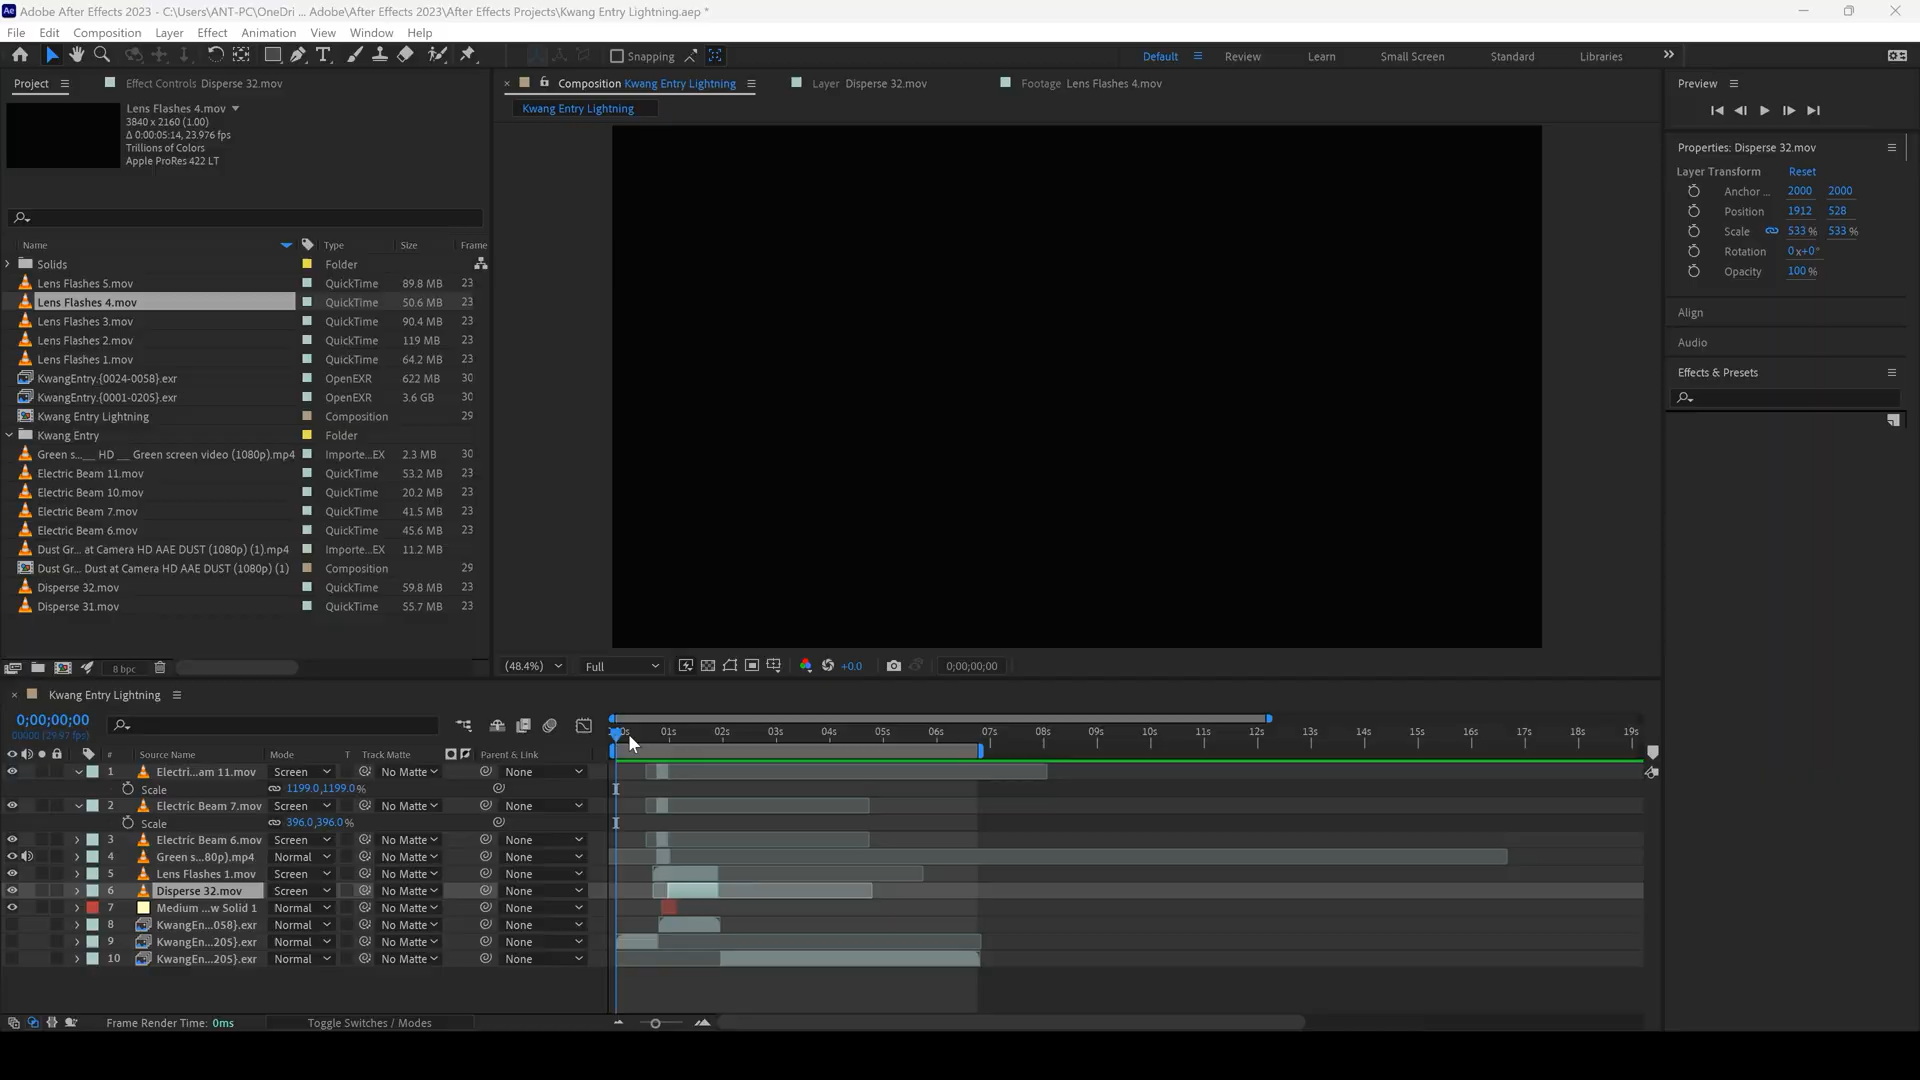 Adobe After Effects 2023 - C:\Users\ANT-PC\OneDri ... Adobe\After Effects 2023\After Effects Projects\Kwang Entry Lightning.aep *
File Edit Composition Layer Effect Animation View Window Help
Snapping
Default Review Learn Small Screen Standard Libraries
Project
Effect Controls Disperse 32.mov
Lens Flashes 4.mov
3840 x 2160 (1.00)
Δ 0:00:05:14, 23.976 fps
Trillions of Colors
Apple ProRes 422 LT
Name Type Size Frame
Solids Folder
Lens Flashes 5.mov QuickTime 89.8 MB 23
Lens Flashes 4.mov QuickTime 50.6 MB 23
Lens Flashes 3.mov QuickTime 90.4 MB 23
Lens Flashes 2.mov QuickTime 119 MB 23
Lens Flashes 1.mov QuickTime 64.2 MB 23
KwangEntry.{0024-0058}.exr OpenEXR 622 MB 30
KwangEntry.{0001-0205}.exr OpenEXR 3.6 GB 30
Kwang Entry Lightning Composition 29
Kwang Entry Folder
Green s...__ HD __ Green screen video (1080p).mp4 Importe...EX 2.3 MB 30
Electric Beam 11.mov QuickTime 53.2 MB 23
Electric Beam 10.mov QuickTime 20.2 MB 23
Electric Beam 7.mov QuickTime 41.5 MB 23
Electric Beam 6.mov QuickTime 45.6 MB 23
Dust Gr... at Camera HD AAE DUST (1080p) (1).mp4 Importe...EX 11.2 MB
Dust Gr... Dust at Camera HD AAE DUST (1080p) (1) Composition 29
Disperse 32.mov QuickTime 59.8 MB 23
Disperse 31.mov QuickTime 55.7 MB 23
8 bpc
Composition Kwang Entry Lightning
Layer Disperse 32.mov
Footage Lens Flashes 4.mov
Kwang Entry Lightning
(48.4%) Full +0.0 0;00;00;00
Preview
Properties: Disperse 32.mov
Layer Transform Reset
Anchor ... 2000 2000
Position 1912 528
Scale 533 % 533 %
Rotation 0x+0°
Opacity 100 %
Align
Audio
Effects & Presets
Kwang Entry Lightning
0;00;00;00
00000 (29.97 fps)
01s 02s 03s 04s 05s 06s 07s 08s 09s 10s 11s 12s 13s 14s 15s 16s 17s 18s 19s
# Source Name Mode T Track Matte Parent & Link
1 Electri...am 11.mov Screen No Matte None
Scale 1199.0,1199.0%
2 Electric Beam 7.mov Screen No Matte None
Scale 396.0,396.0%
3 Electric Beam 6.mov Screen No Matte None
4 Green s...80p).mp4 Normal No Matte None
5 Lens Flashes 1.mov Screen No Matte None
6 Disperse 32.mov Screen No Matte None
7 Medium ...w Solid 1 Normal No Matte None
8 KwangEn...058}.exr Normal No Matte None
9 KwangEn...205}.exr Normal No Matte None
10 KwangEn...205}.exr Normal No Matte None
Frame Render Time: 0ms
Toggle Switches / Modes